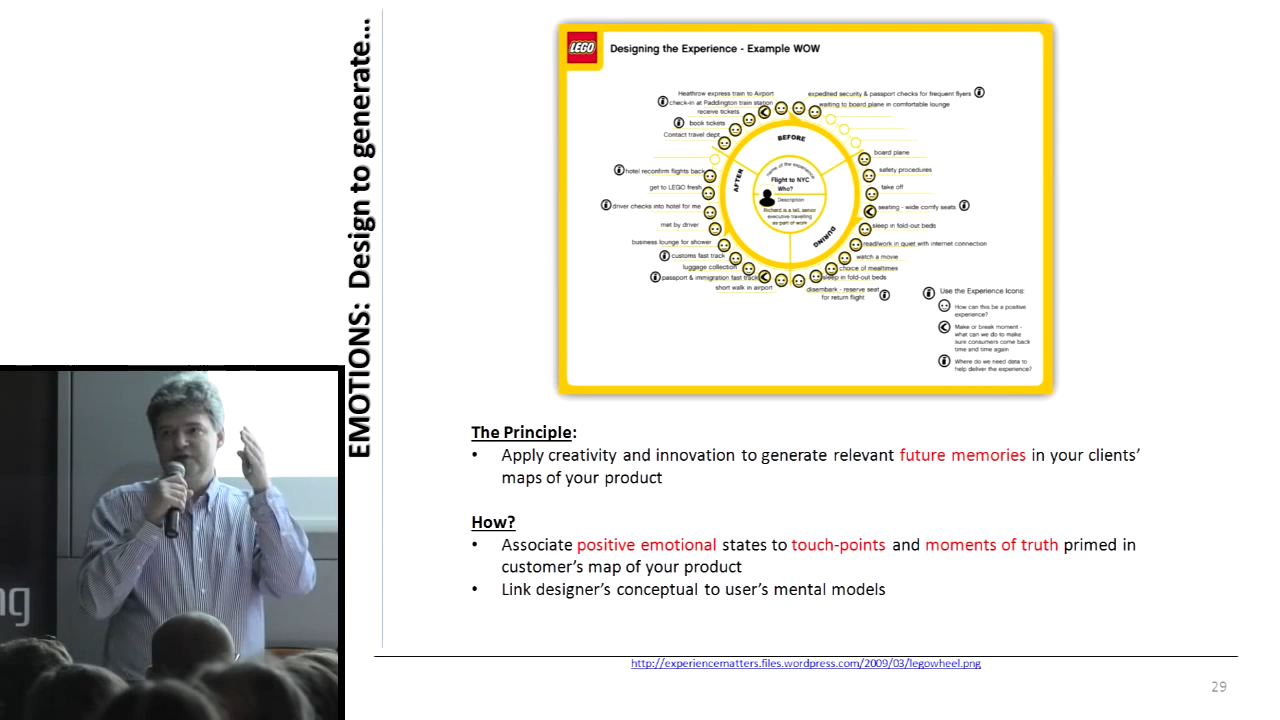 EMOTIONS: Design to generate...
LEGO
Designing the Experience - Example WOW
Heathrow express train to Airport
check-in at Paddington train station
receive tickets
book tickets
Contact travel dept
expedited security & passport checks for frequent flyers
waiting to board plane in comfortable lounge
BEFORE
board plane
safety procedures
take off
seating - wide comfy seats
sleep in fold-out beds
read/work in quiet with internet connection
watch a movie
choice of mealtimes
sleep in fold-out beds
disembark - reserve seat
for return flight
DURING
AFTER
hotel reconfirm flights back
get to LEGO fresh
driver checks into hotel for me
met by driver
business lounge for shower
customs fast track
luggage collection
passport & immigration fast track
short walk in airport
name of the experience
Flight to NYC
Who?
Description
Richard is a LEGO senior
executive travelling
as part of work
Use the Experience Icons:
How can this be a positive
experience?
Make or break moment -
what can we do to make
sure consumers come back
time and time again
Where do we need data to
help deliver the experience?
The Principle:
• Apply creativity and innovation to generate relevant future memories in your clients’
maps of your product
How?
• Associate positive emotional states to touch-points and moments of truth primed in
customer’s map of your product
• Link designer’s conceptual to user’s mental models
http://experiencematters.files.wordpress.com/2009/03/legowheel.png
29
ng